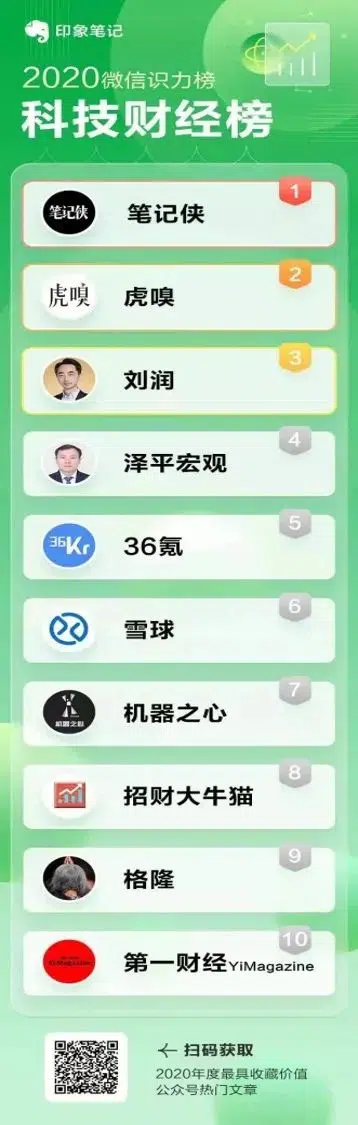 印象笔记
2020微信识力榜
科技财经榜
1
笔记侠
笔记侠
2
虎嗅
虎嗅
3
刘润
4
泽平宏观
5
36Kr
36氪
6
雪球
7
机器之心
机器之心
8
招财大牛猫
9
格隆
10
YiMagazine
第一财经YiMagazine
扫码获取
2020年度最具收藏价值
公众号热门文章